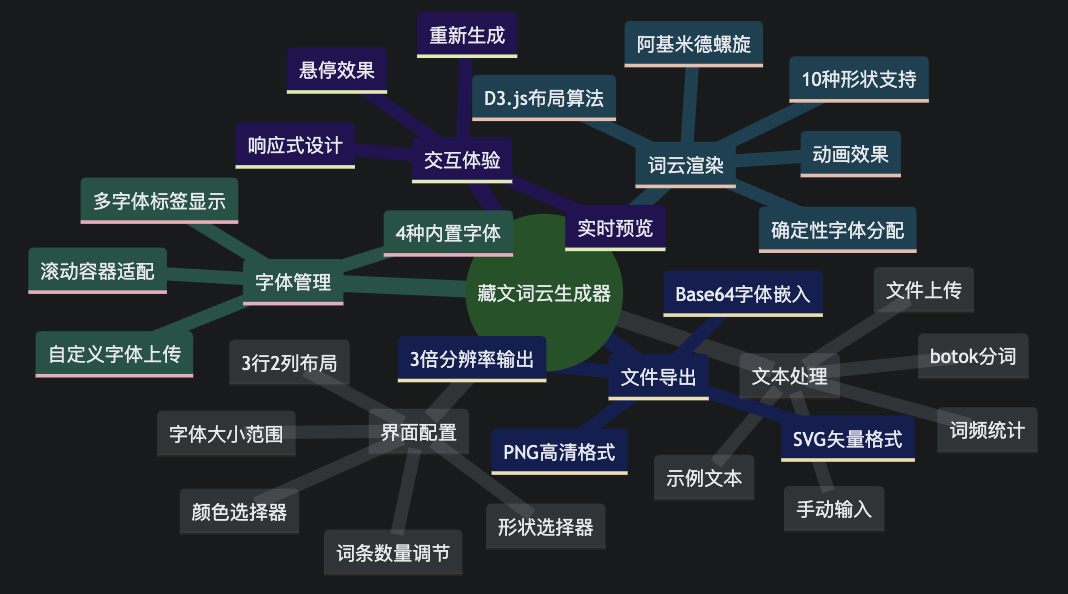 重新生成
阿基米德螺旋
悬停效果
10种形状支持
D3.js布局算法
响应式设计
交互体验
词云渲染
动画效果
多字体标签显示
4种内置字体
实时预览
确定性字体分配
滚动容器适配
字体管理
藏文词云生成器
Base64字体嵌入
文件上传
自定义字体上传
3行2列布局
3倍分辨率输出
文件导出
文本处理
botok分词
字体大小范围
界面配置
PNG高清格式
SVG矢量格式
词频统计
示例文本
颜色选择器
形状选择器
手动输入
词条数量调节